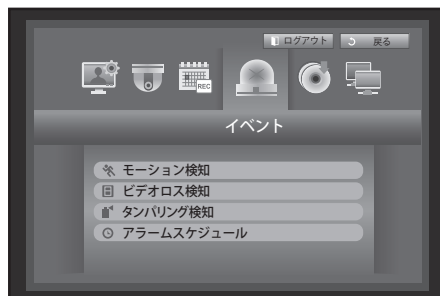 ログアウト
戻る
REC
イベント
モーション検知
ビデオロス検知
タンパリング検知
アラームスケジュール